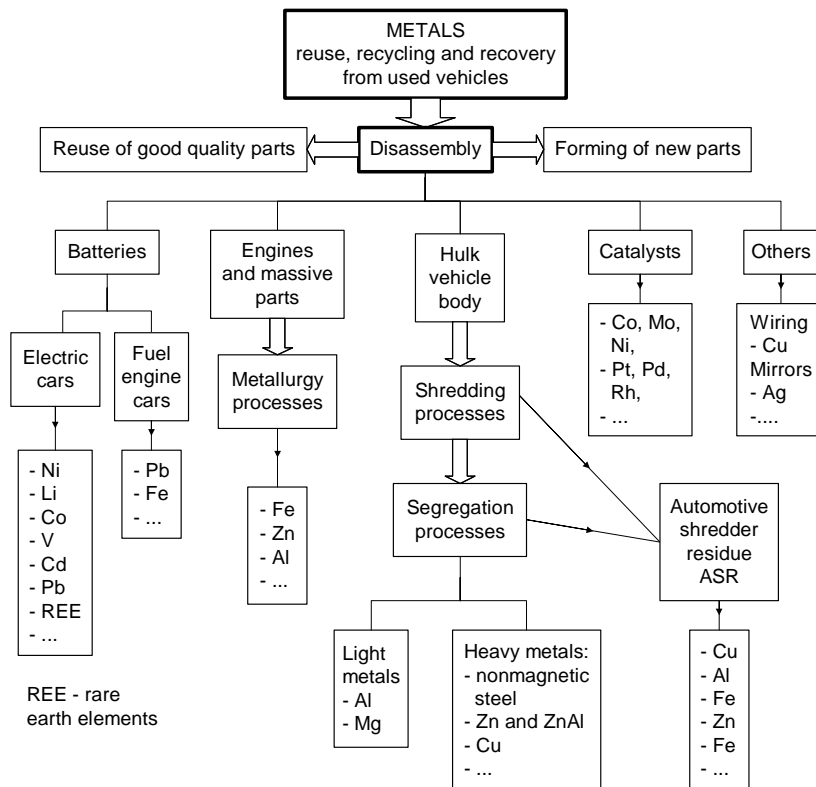 METALS
reuse, recycling and recovery
from used vehicles
Reuse of good quality parts
Disassembly
Forming of new parts
Batteries
Engines
and massive
parts
Hulk
vehicle
body
Catalysts
Others
Electric
cars
Fuel
engine
cars
Metallurgy
processes
Shredding
processes
- Co, Mo,
Ni,
- Pt, Pd,
Rh,
- ...
Wiring
- Cu
Mirrors
- Ag
-....
- Ni
- Li
- Co
- V
- Cd
- Pb
- REE
- ...
- Pb
- Fe
- ...
- Fe
- Zn
- Al
- ...
Segregation
processes
Automotive
shredder
residue
ASR
Light
metals
- Al
- Mg
Heavy metals:
- nonmagnetic
steel
- Zn and ZnAl
- Cu
- ...
- Cu
- Al
- Fe
- Zn
- Fe
- ...
REE - rare
earth elements